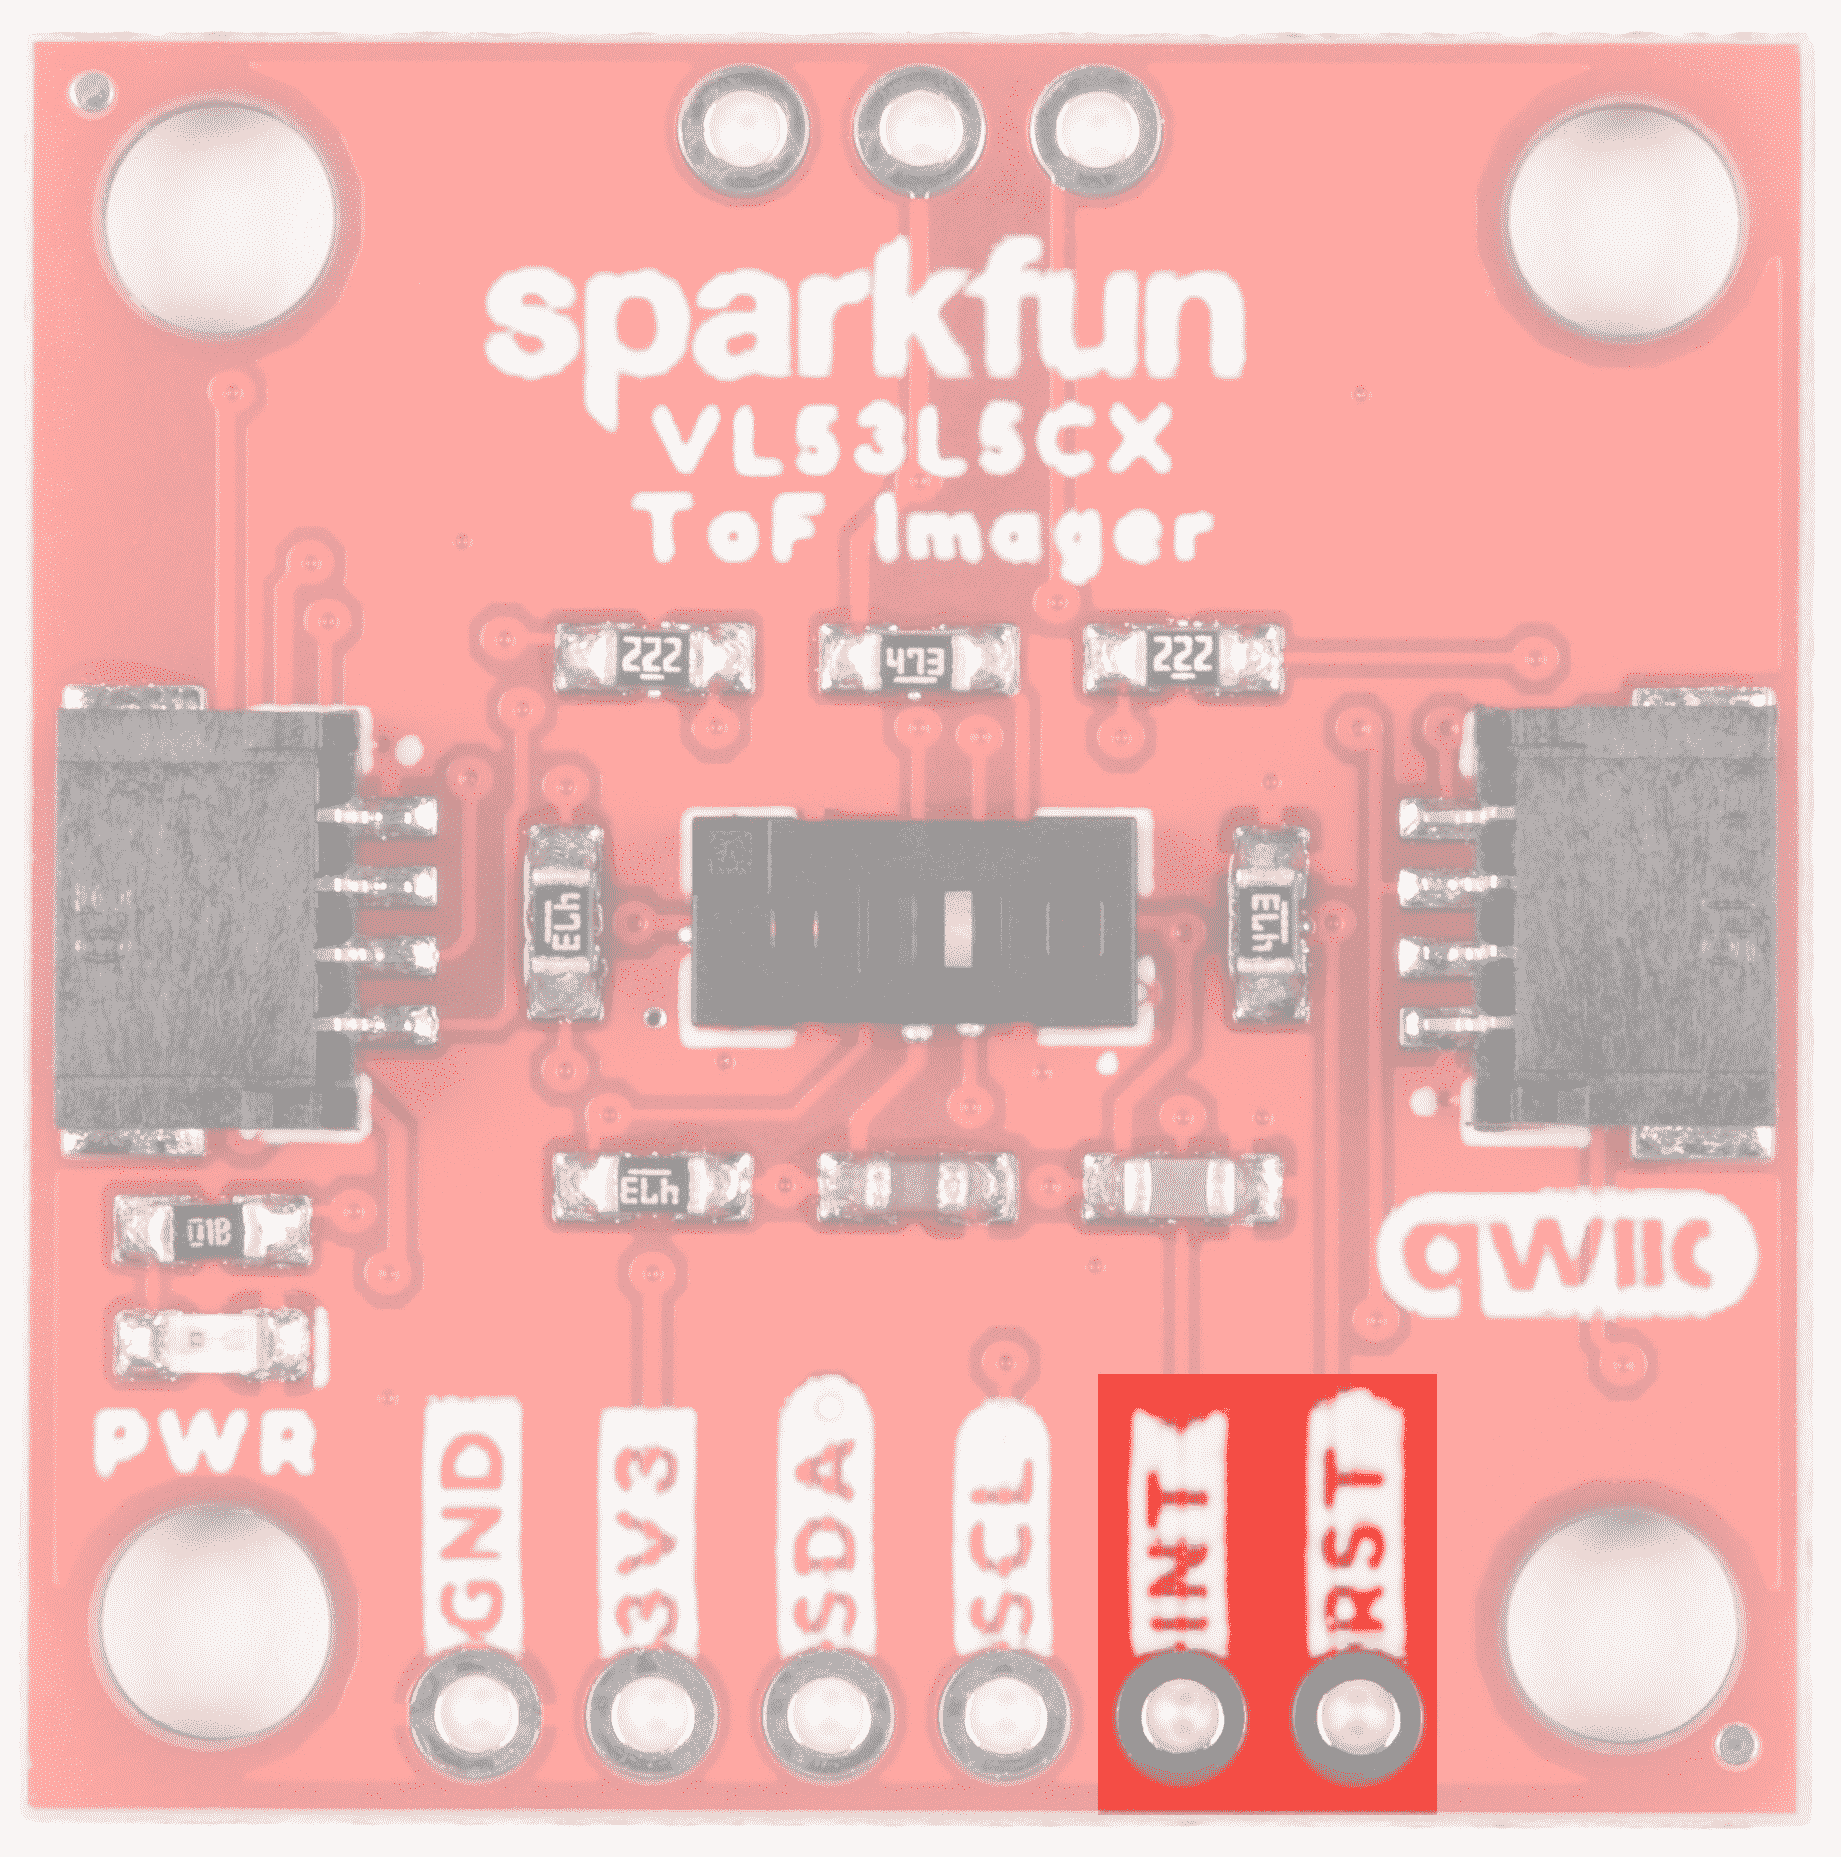 sparkfun
VL53L5CX
ToF Imager
222
473
222
473
473
473
01B
qwiic
PWR
GND
3V3
SDA
SCL
INT
RST